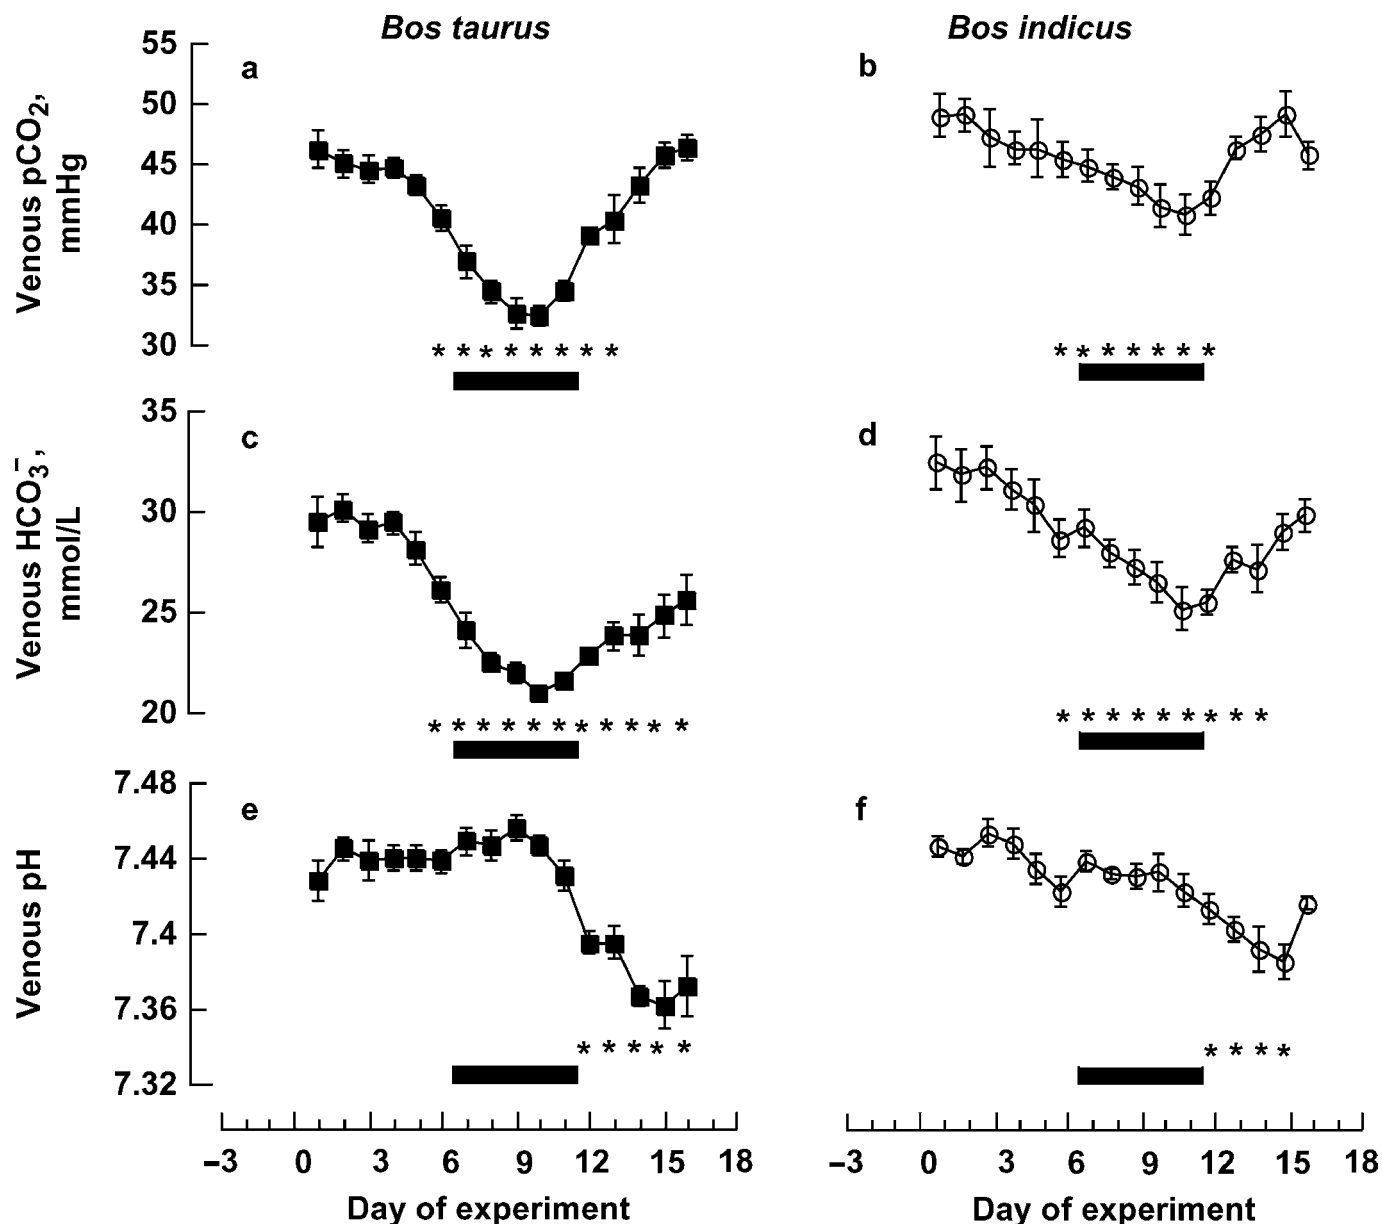 Bos taurus
Bos indicus
Venous pCO2,
mmHg
55
50
45
40
35
30
a
b
* * * * * * * *
* * * * * * *
Venous HCO3−,
mmol/L
35
30
25
20
c
d
* * * * * * * * * * *
* * * * * * * * *
Venous pH
7.48
7.44
7.4
7.36
7.32
e
f
* * * * *
* * * *
−3 0 3 6 9 12 15 18
−3 0 3 6 9 12 15 18
Day of experiment
Day of experiment